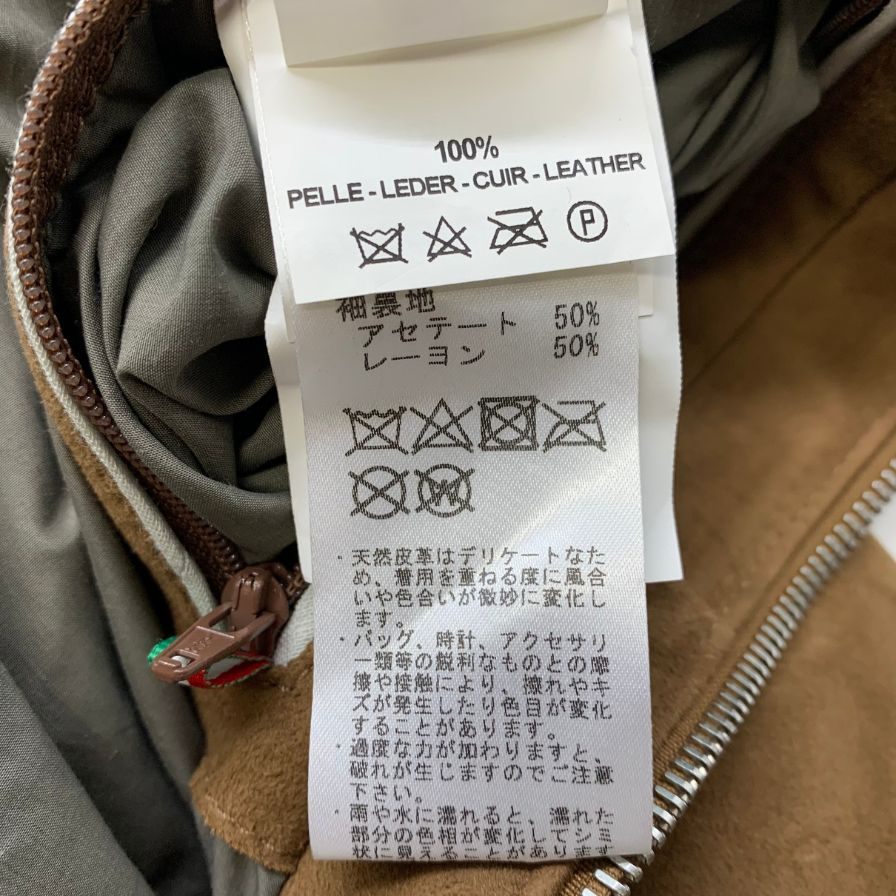 100%
PELLE - LEDER - CUIR - LEATHER
P
袖裏地
アセテート 50%
レーヨン 50%
W
・天然皮革はデリケートなた
め、着用を重ねる度に風合
いや色合いが微妙に変化し
ます。
・バッグ、時計、アクセサリ
ー類等の鋭利なものとの摩
擦や接触により、擦れやキ
ズが発生したり色目が変化
することがあります。
・過度な力が加わりますと、
破れが生じますのでご注意
下さい。
・雨や水に濡れると、濡れた
部分の色相が変化してシミ
状に見えることがあります